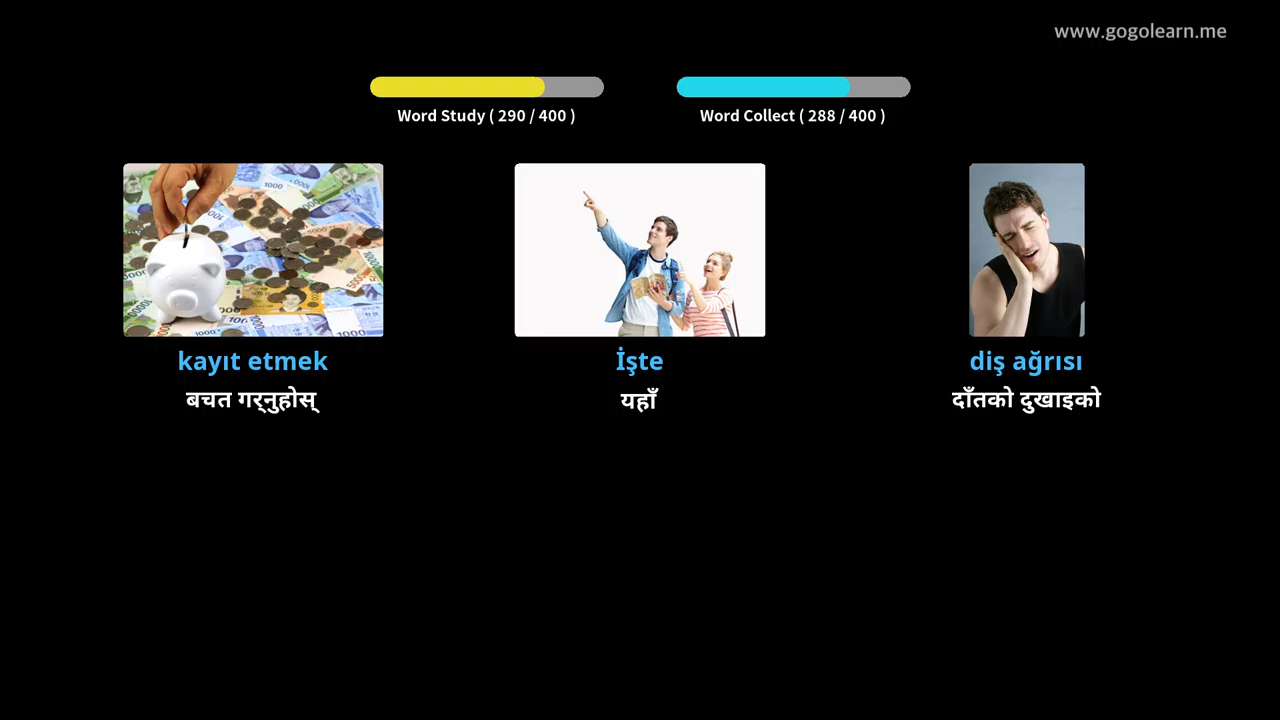 www.gogolearn.me
Word Study ( 290 / 400 )
Word Collect ( 288 / 400 )
kayıt etmek
İşte
diş ağrısı
बचत गर्नुहोस्
यहाँ
दाँतको दुखाइको